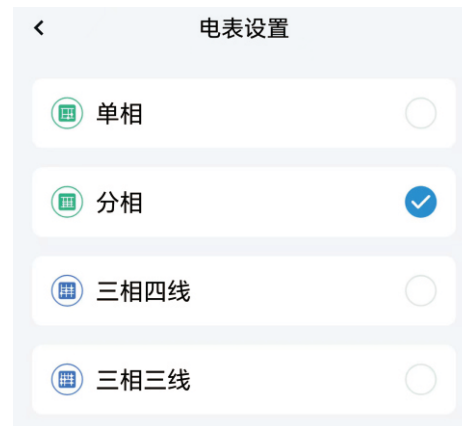 电表设置
单相
分相
三相四线
三相三线